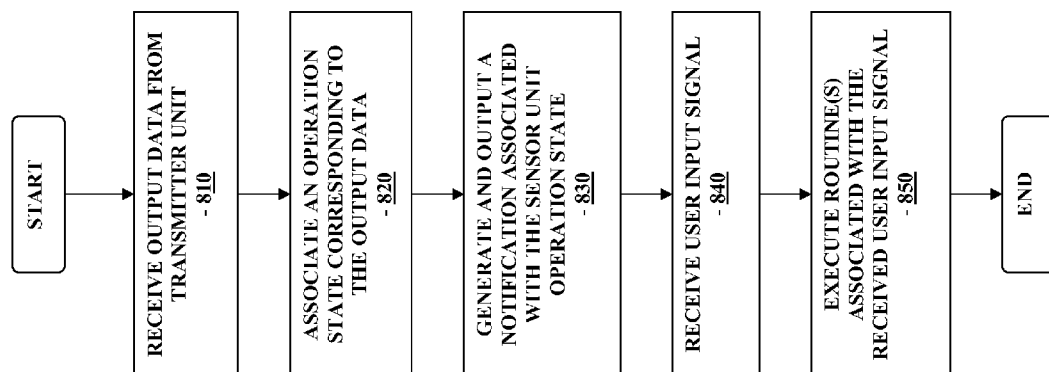 START
RECEIVE OUTPUT DATA FROM
TRANSMITTER UNIT
- 810
ASSOCIATE AN OPERATION
STATE CORRESPONDING TO
THE OUTPUT DATA
- 820
GENERATE AND OUTPUT A
NOTIFICATION ASSOCIATED
WITH THE SENSOR UNIT
OPERATION STATE
- 830
RECEIVE USER INPUT SIGNAL
- 840
EXECUTE ROUTINE(S)
ASSOCIATED WITH THE
RECEIVED USER INPUT SIGNAL
- 850
END